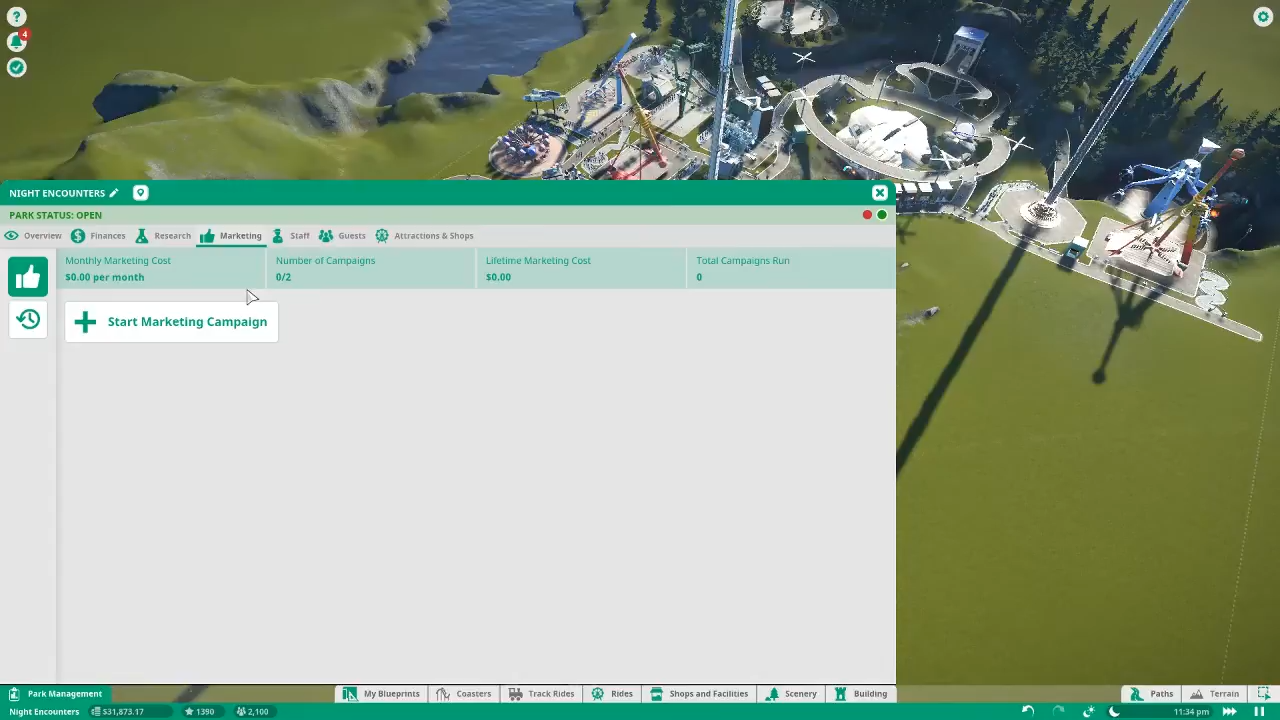 ?
4
NIGHT ENCOUNTERS
PARK STATUS: OPEN
Overview Finances Research Marketing Staff Guests Attractions & Shops
Monthly Marketing Cost Number of Campaigns Lifetime Marketing Cost Total Campaigns Run
$0.00 per month 0/2 $0.00 0
Start Marketing Campaign
Park Management My Blueprints Coasters Track Rides Rides Shops and Facilities Scenery Building Paths Terrain
Night Encounters $31,873.17 1390 2,100 11:34 pm